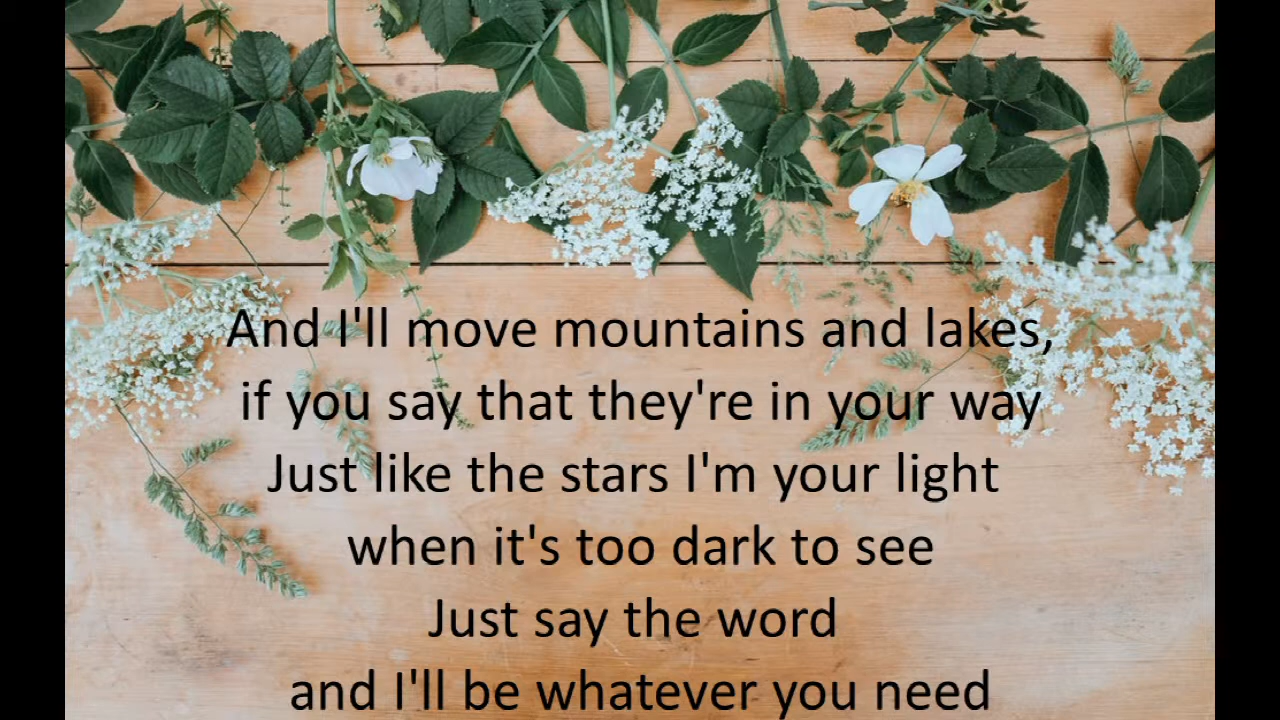 And I'll move mountains and lakes,
if you say that they're in your way
Just like the stars I'm your light
when it's too dark to see
Just say the word
and I'll be whatever you need